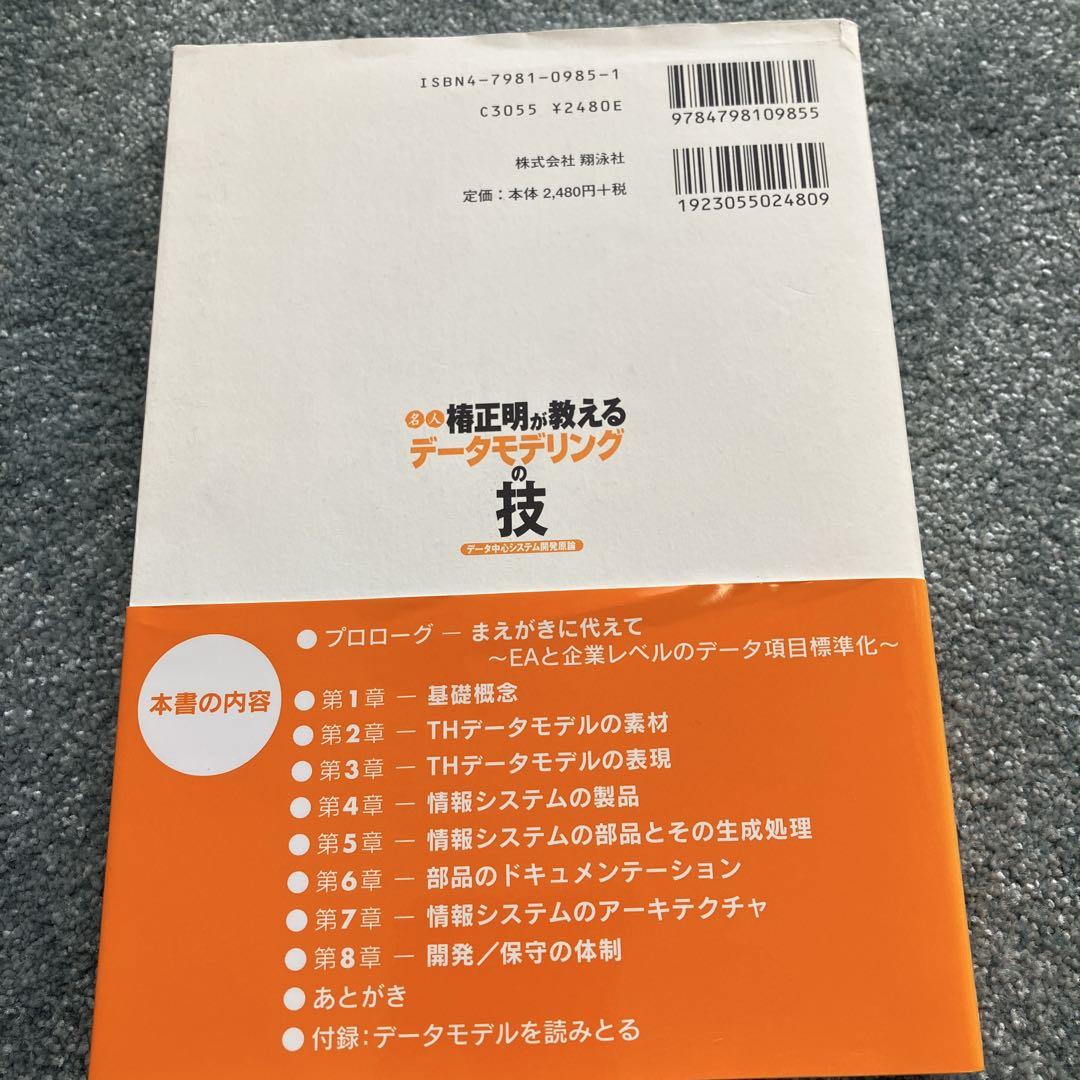 ISBN4-7981-0985-1
C3055 ¥2480E
9784798109855
株式会社 翔泳社
定価：本体 2,480円＋税
1923055024809
名人 椿正明が教える
データモデリング
の
技
データ中心システム開発原論
本書の内容
● プロローグ ― まえがきに代えて
～EAと企業レベルのデータ項目標準化～
● 第1章 ― 基礎概念
● 第2章 ― THデータモデルの素材
● 第3章 ― THデータモデルの表現
● 第4章 ― 情報システムの製品
● 第5章 ― 情報システムの部品とその生成処理
● 第6章 ― 部品のドキュメンテーション
● 第7章 ― 情報システムのアーキテクチャ
● 第8章 ― 開発／保守の体制
● あとがき
● 付録：データモデルを読みとる